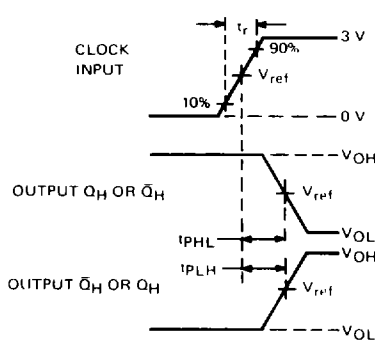 tr
3 V
CLOCK
INPUT
90%
Vref
10%
0 V
VOH
OUTPUT QH OR Q̄H
Vref
tPHL
VOL
VOH
tPLH
OUTPUT Q̄H OR QH
Vref
VOL